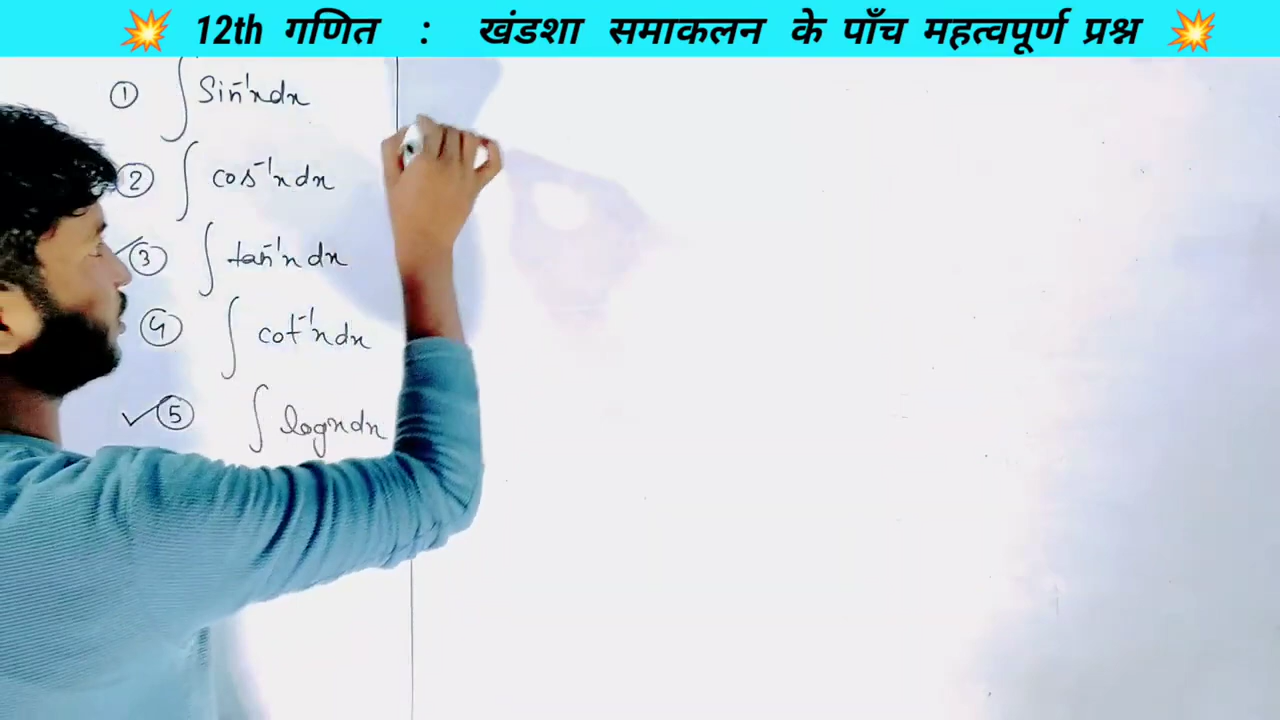 💥 12th गणित : खंडशा समाकलन के पाँच महत्वपूर्ण प्रश्न 💥
① ∫ Sin⁻¹x dx
② ∫ cos⁻¹x dx
✓③ ∫ tan⁻¹x dx
④ ∫ cot⁻¹x dx
✓⑤ ∫ logx dx